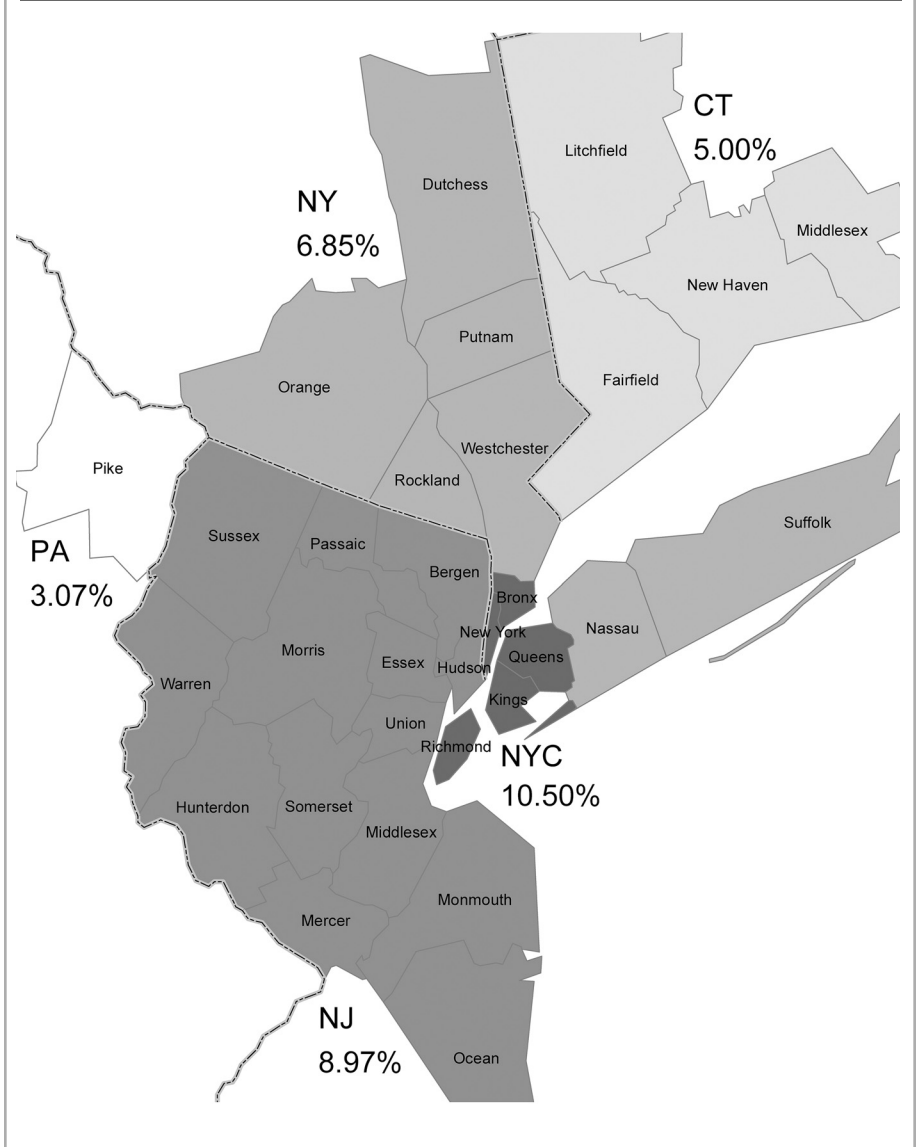 CT
5.00%
Litchfield
Dutchess
NY
6.85%
Middlesex
New Haven
Putnam
Fairfield
Orange
Westchester
Pike
Rockland
Suffolk
Sussex
Passaic
PA
3.07%
Bergen
Bronx
New York
Nassau
Morris
Essex
Hudson
Queens
Warren
Kings
Union
Richmond
NYC
10.50%
Hunterdon
Somerset
Middlesex
Monmouth
Mercer
NJ
8.97%
Ocean